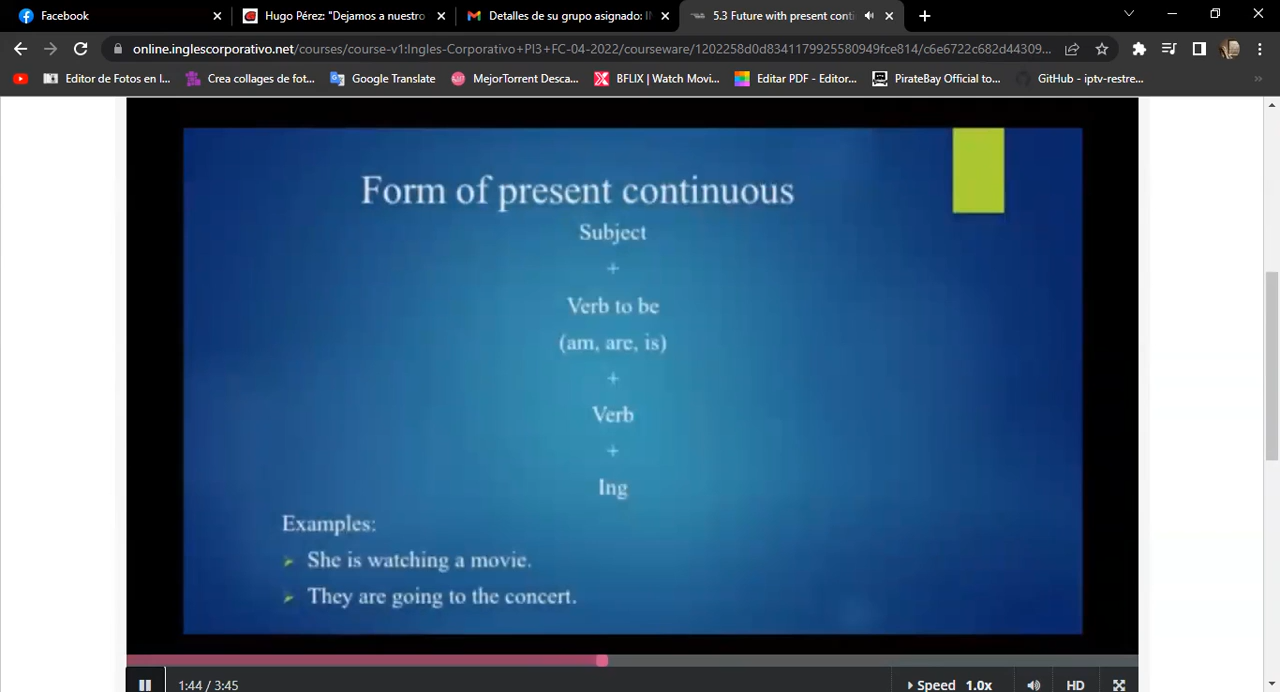 Facebook
Hugo Pérez: "Dejamos a nuestro
Detalles de su grupo asignado: I
5.3 Future with present conti
online.inglescorporativo.net/courses/course-v1:Ingles-Corporativo+PI3+FC-04-2022/courseware/1202258d0d8341179925580949fce814/c6e6722c682d44309...
Editor de Fotos en l...
Crea collages de fot...
Google Translate
MejorTorrent Desca...
BFLIX | Watch Movi...
Editar PDF - Editor...
PirateBay Official to...
GitHub - iptv-restre...
Form of present continuous
Subject
+
Verb to be
(am, are, is)
+
Verb
+
Ing
Examples:
She is watching a movie.
They are going to the concert.
1:44 / 3:45
Speed 1.0x
HD